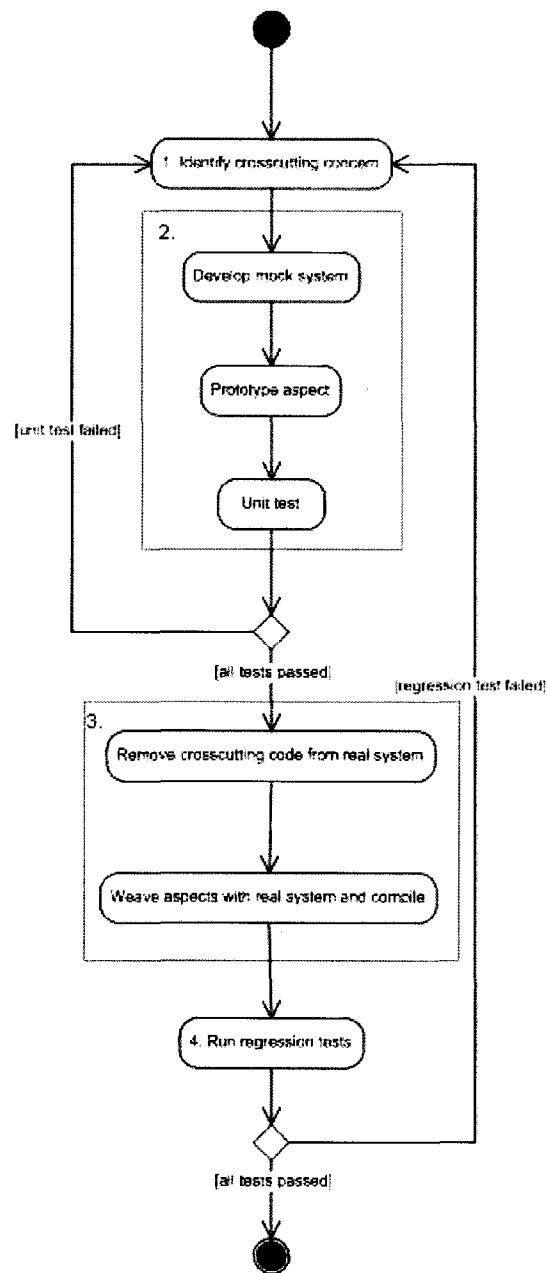 1. Identify crosscutting concern
2.
Develop mock system
Prototype aspect
[unit test failed]
Unit test
[all tests passed]
[regression test failed]
3.
Remove crosscutting code from real system
Weave aspects with real system and compile
4. Run regression tests
[all tests passed]